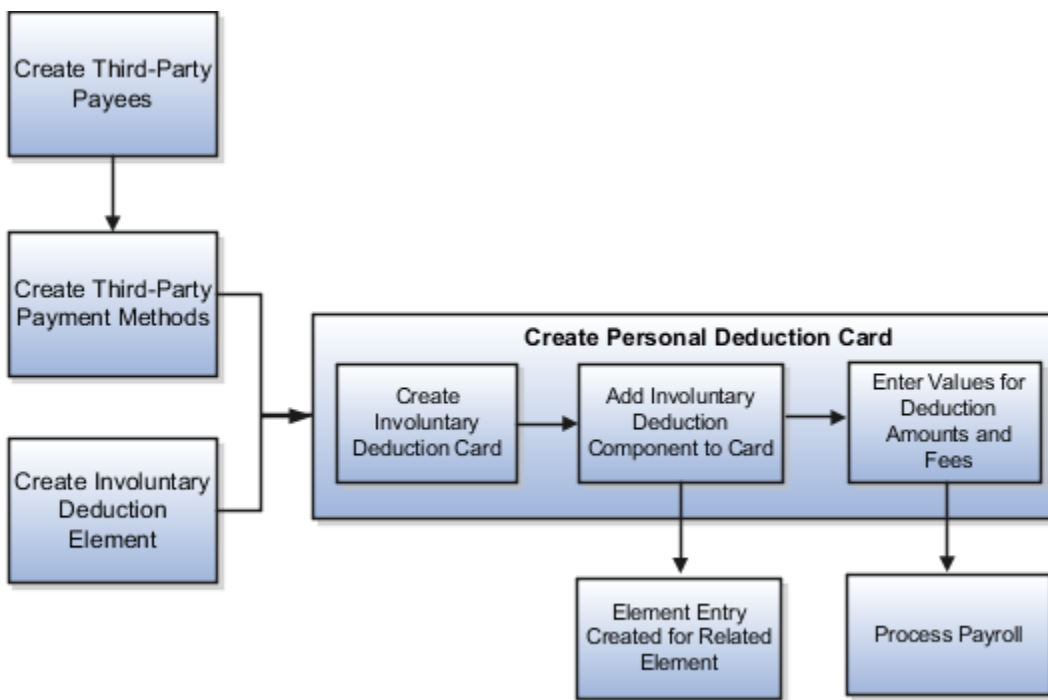 Create Third-Party
Payees
Create Third-Party
Payment Methods
Create Involuntary
Deduction
Element
Create Personal Deduction Card
Create
Involuntary
Deduction Card
Add Involuntary
Deduction
Component to Card
Enter Values for
Deduction
Amounts and
Fees
Element Entry
Created for Related
Element
Process Payroll